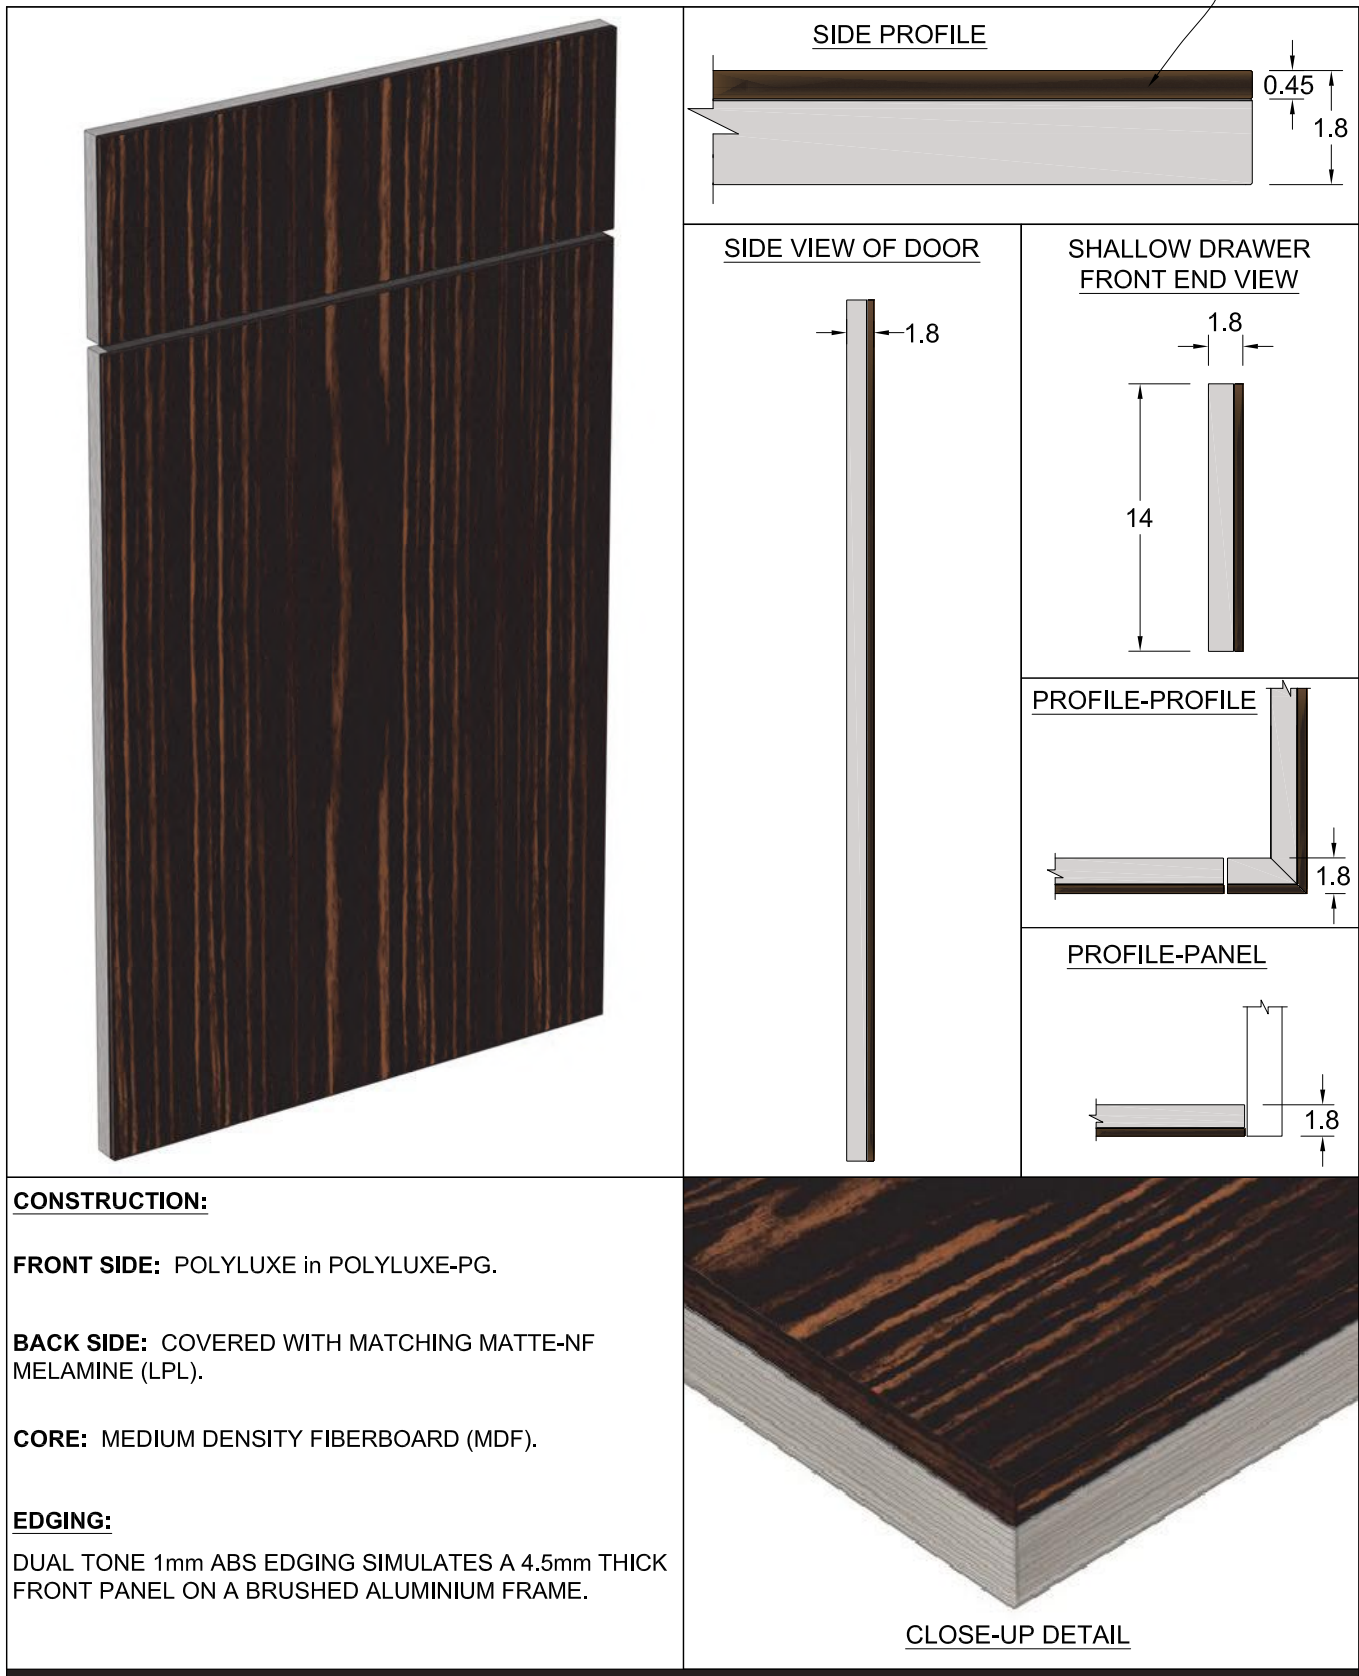 SIDE PROFILE
0.45
1.8
SIDE VIEW OF DOOR
1.8
SHALLOW DRAWER
FRONT END VIEW
1.8
14
PROFILE-PROFILE
1.8
PROFILE-PANEL
1.8
CONSTRUCTION:
FRONT SIDE: POLYLUXE in POLYLUXE-PG.
BACK SIDE: COVERED WITH MATCHING MATTE-NF
MELAMINE (LPL).
CORE: MEDIUM DENSITY FIBERBOARD (MDF).
EDGING:
DUAL TONE 1mm ABS EDGING SIMULATES A 4.5mm THICK
FRONT PANEL ON A BRUSHED ALUMINIUM FRAME.
CLOSE-UP DETAIL